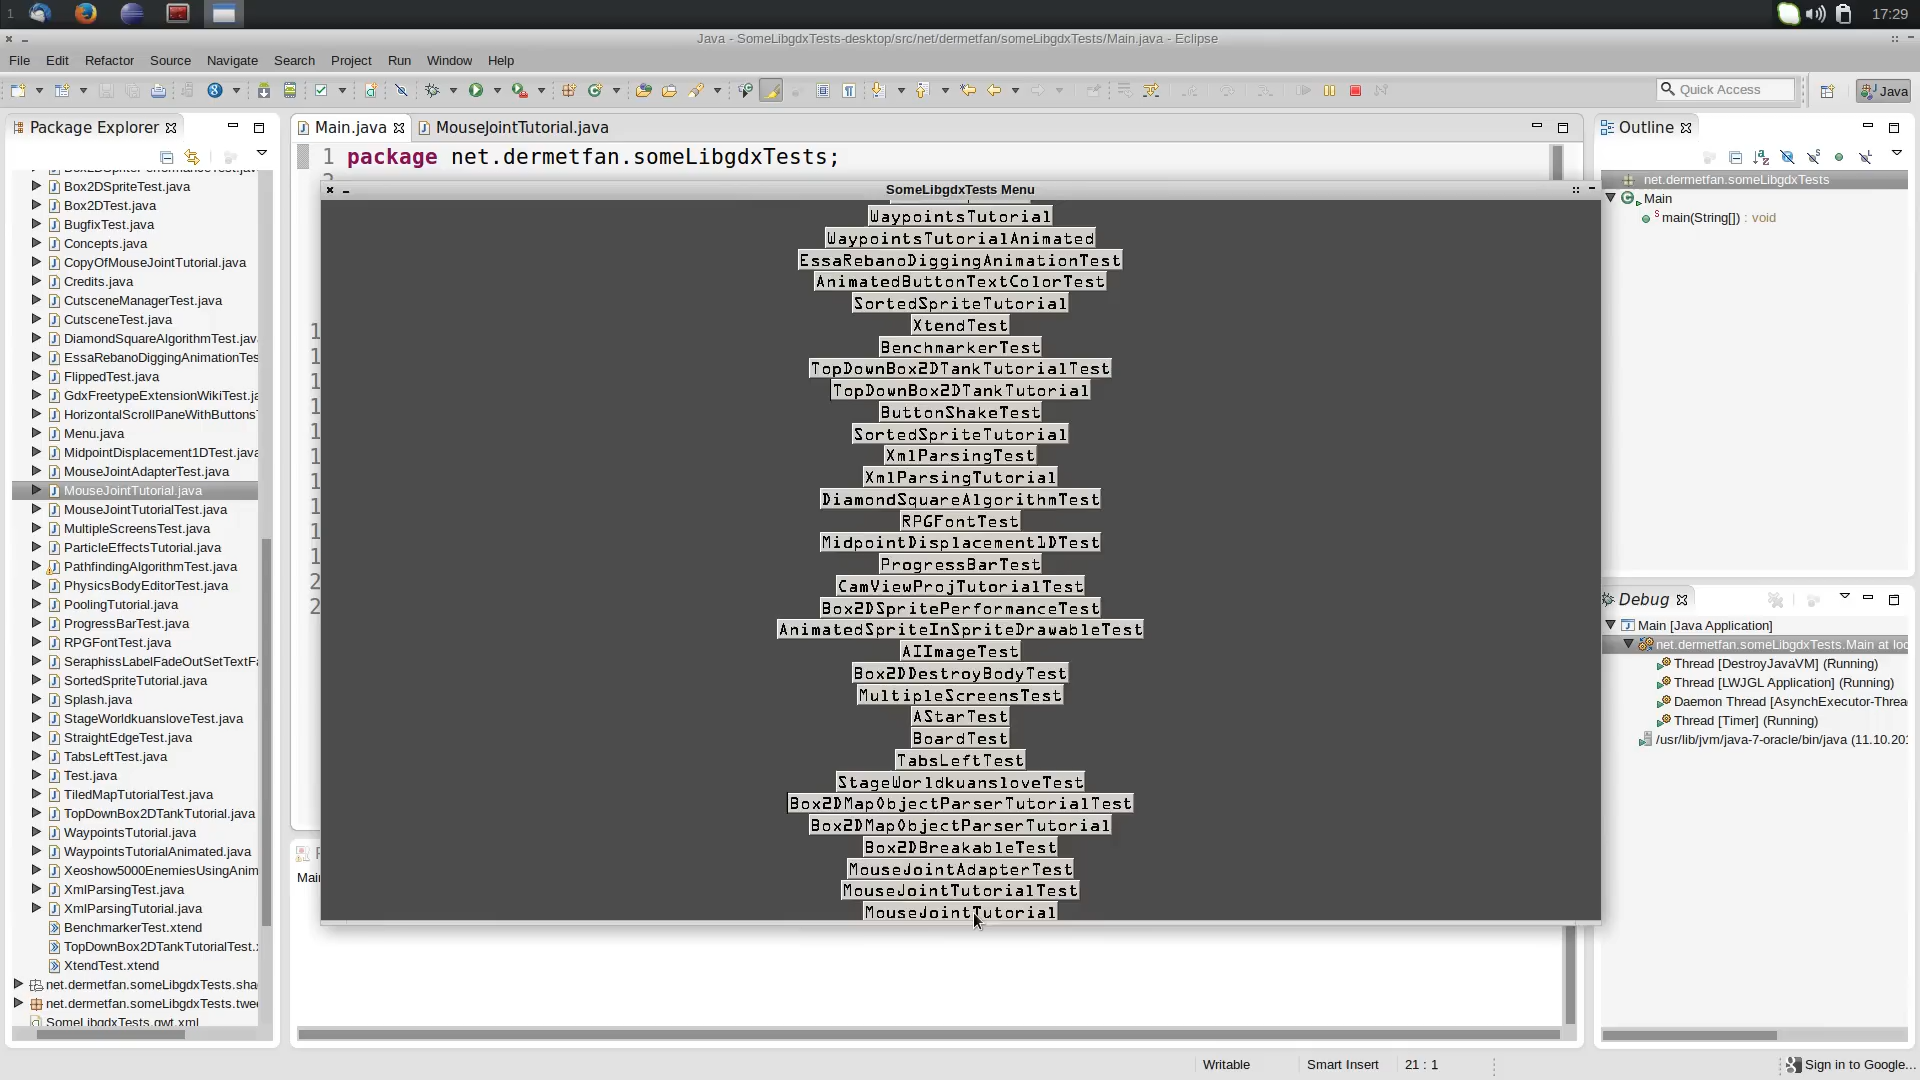 1
17:29
Java - SomeLibgdxTests-desktop/src/net/dermetfan/someLibgdxTests/Main.java - Eclipse
File Edit Refactor Source Navigate Search Project Run Window Help
Quick Access
Java
Package Explorer
Box2DSpriteTest.java
Box2DTest.java
BugfixTest.java
Concepts.java
CopyOfMouseJointTutorial.java
Credits.java
CutsceneManagerTest.java
CutsceneTest.java
DiamondSquareAlgorithmTest.jav
EssaRebanoDiggingAnimationTes
FlippedTest.java
GdxFreetypeExtensionWikiTest.ja
HorizontalScrollPaneWithButtons
Menu.java
MidpointDisplacement1DTest.java
MouseJointAdapterTest.java
MouseJointTutorial.java
MouseJointTutorialTest.java
MultipleScreensTest.java
ParticleEffectsTutorial.java
PathfindingAlgorithmTest.java
PhysicsBodyEditorTest.java
PoolingTutorial.java
ProgressBarTest.java
RPGFontTest.java
SeraphissLabelFadeOutSetTextFa
SortedSpriteTutorial.java
Splash.java
StageWorldkuansloveTest.java
StraightEdgeTest.java
TabsLeftTest.java
Test.java
TiledMapTutorialTest.java
TopDownBox2DTankTutorial.java
WaypointsTutorial.java
WaypointsTutorialAnimated.java
Xeoshow5000EnemiesUsingAnim
XmlParsingTest.java
XmlParsingTutorial.java
BenchmarkerTest.xtend
TopDownBox2DTankTutorialTest.x
XtendTest.xtend
net.dermetfan.someLibgdxTests.sha
net.dermetfan.someLibgdxTests.twe
SomeLibgdxTests.gwt.xml
Main.java
MouseJointTutorial.java
1 package net.dermetfan.someLibgdxTests;
SomeLibgdxTests Menu
WaypointsTutorial
WaypointsTutorialAnimated
EssaRebanoDiggingAnimationTest
AnimatedButtonTextColorTest
SortedSpriteTutorial
XtendTest
BenchmarkerTest
TopDownBox2DTankTutorialTest
TopDownBox2DTankTutorial
ButtonShakeTest
SortedSpriteTutorial
XmlParsingTest
XmlParsingTutorial
DiamondSquareAlgorithmTest
RPGFontTest
MidpointDisplacement1DTest
ProgressBarTest
CamViewProjTutorialTest
Box2DSpritePerformanceTest
AnimatedSpriteInSpriteDrawableTest
AIImageTest
Box2DDestroyBodyTest
MultipleScreensTest
AStarTest
BoardTest
TabsLeftTest
StageWorldkuansloveTest
Box2DMapObjectParserTutorialTest
Box2DMapObjectParserTutorial
Box2DBreakableTest
MouseJointAdapterTest
MouseJointTutorialTest
MouseJointTutorial
Outline
net.dermetfan.someLibgdxTests
Main
main(String[]) : void
Debug
Main [Java Application]
net.dermetfan.someLibgdxTests.Main at loc
Thread [DestroyJavaVM] (Running)
Thread [LWJGL Application] (Running)
Daemon Thread [AsynchExecutor-Threa
Thread [Timer] (Running)
/usr/lib/jvm/java-7-oracle/bin/java (11.10.201
Writable
Smart Insert
21 : 1
Sign in to Google...